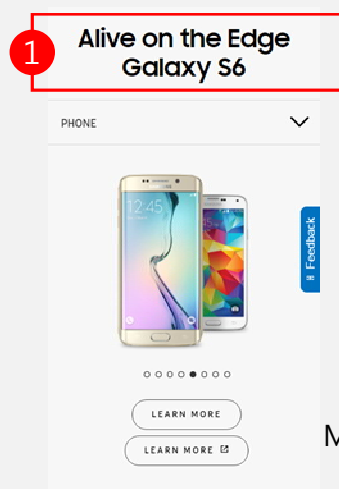 1
Alive on the Edge
Galaxy S6
PHONE
12:45
Feedback
LEARN MORE
LEARN MORE
M